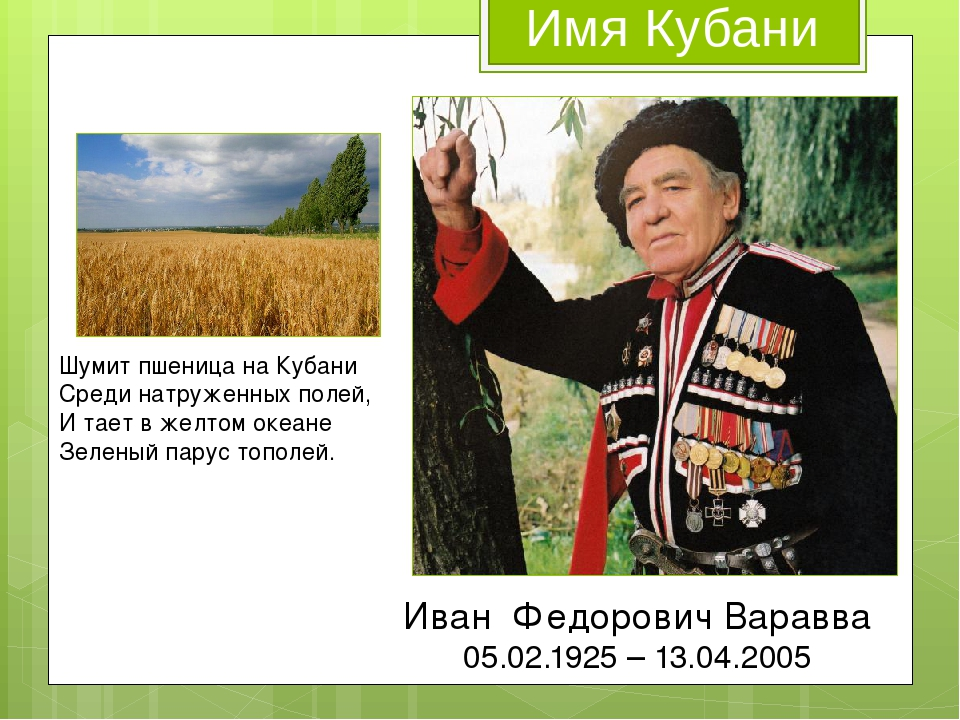 Имя Кубани
Шумит пшеница на Кубани
Среди натруженных полей,
И тает в желтом океане
Зеленый парус тополей.
Иван Федорович Варавва
05.02.1925 – 13.04.2005